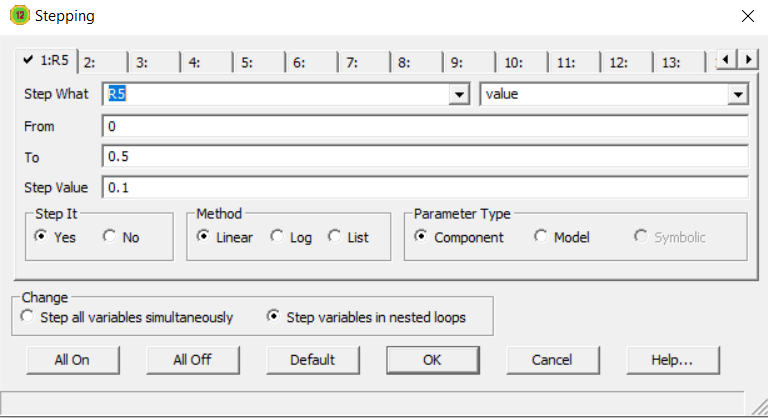 12 Stepping
1:R5 2: 3: 4: 5: 6: 7: 8: 9: 10: 11: 12: 13:
Step What R5 value
From 0
To 0.5
Step Value 0.1
Step It Method Parameter Type
Yes No Linear Log List Component Model Symbolic
Change
Step all variables simultaneously Step variables in nested loops
All On All Off Default OK Cancel Help...